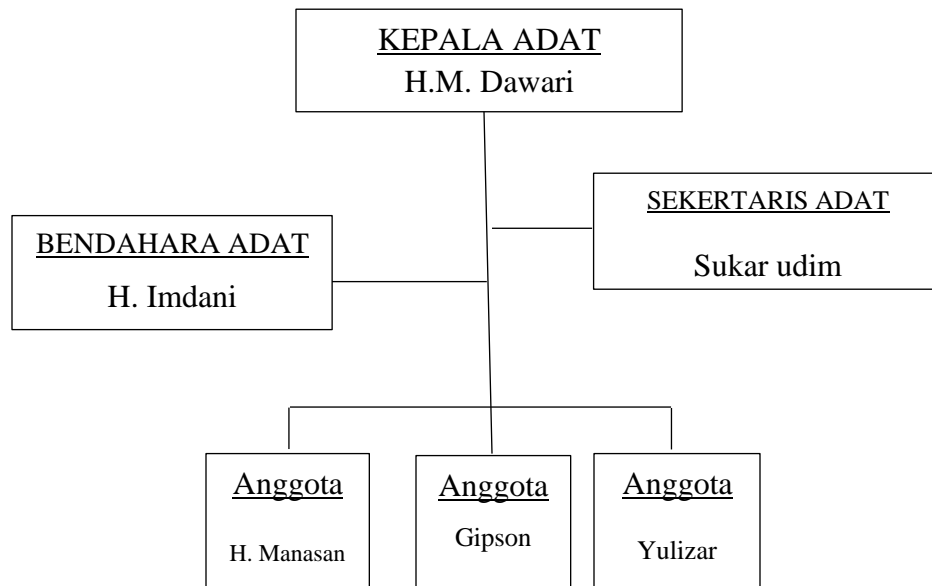 KEPALA ADAT
H.M. Dawari
SEKERTARIS ADAT
Sukar udim
BENDAHARA ADAT
H. Imdani
Anggota
H. Manasan
Anggota
Gipson
Anggota
Yulizar